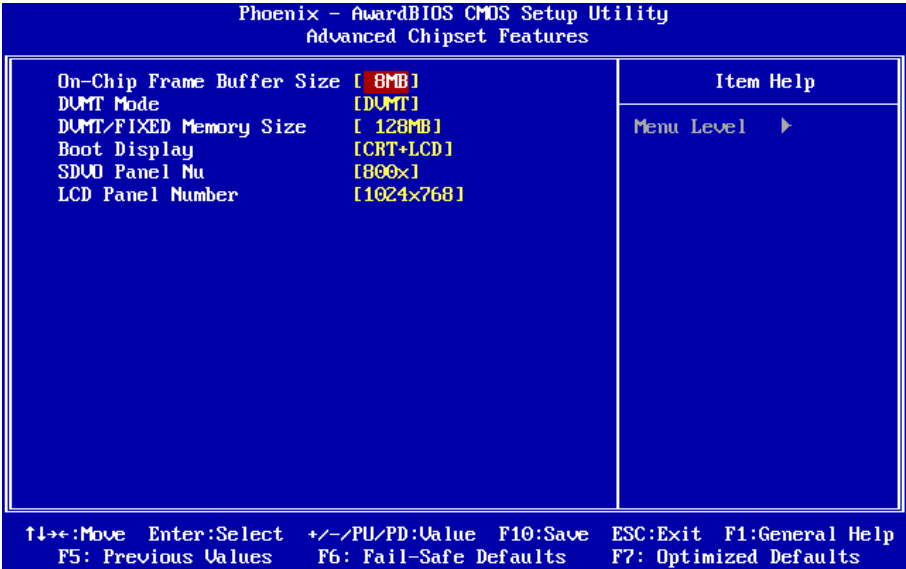 Phoenix - AwardBIOS CMOS Setup Utility
Advanced Chipset Features
On-Chip Frame Buffer Size [ 8MB]
DVMT Mode [DVMT]
DVMT/FIXED Memory Size [ 128MB]
Boot Display [CRT+LCD]
SDVO Panel Nu [800x]
LCD Panel Number [1024x768]
Item Help
Menu Level ▶
↑↓→←:Move Enter:Select +/-/PU/PD:Value F10:Save ESC:Exit F1:General Help
F5: Previous Values F6: Fail-Safe Defaults F7: Optimized Defaults